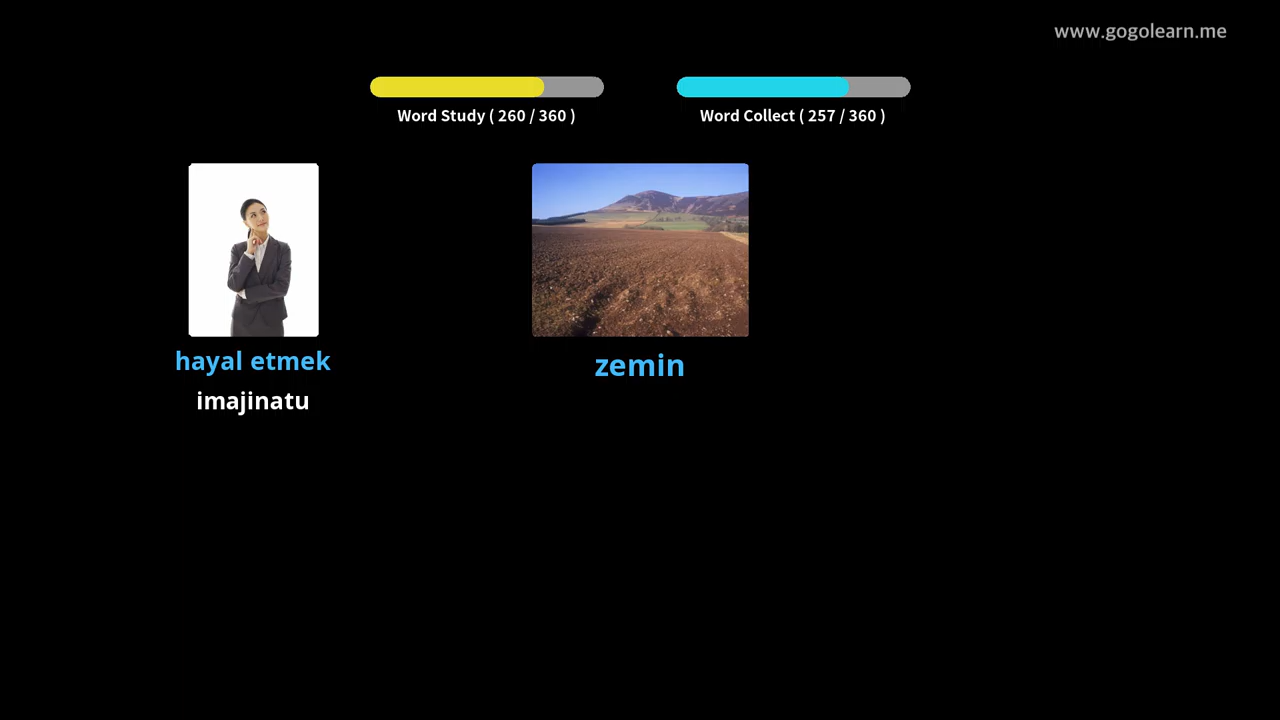 www.gogolearn.me
Word Study ( 260 / 360 )
Word Collect ( 257 / 360 )
hayal etmek
imajinatu
zemin